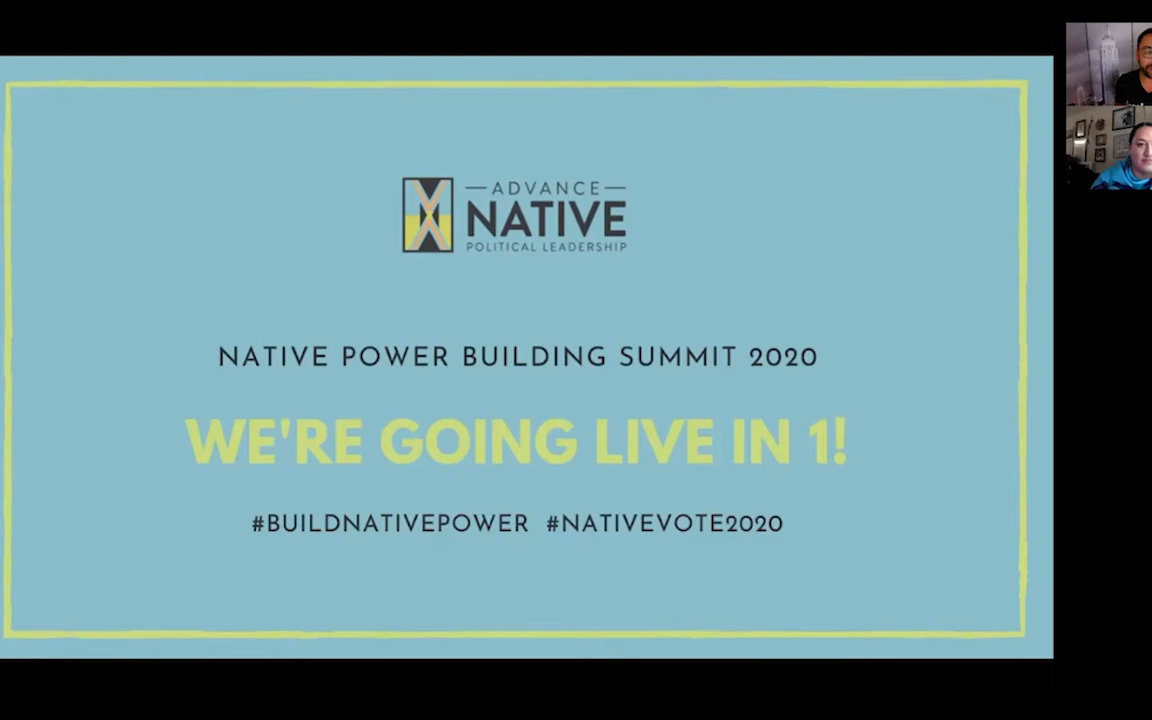 ADVANCE
NATIVE
POLITICAL LEADERSHIP
NATIVE POWER BUILDING SUMMIT 2020
WE'RE GOING LIVE IN 1!
#BUILDNATIVEPOWER #NATIVEVOTE2020